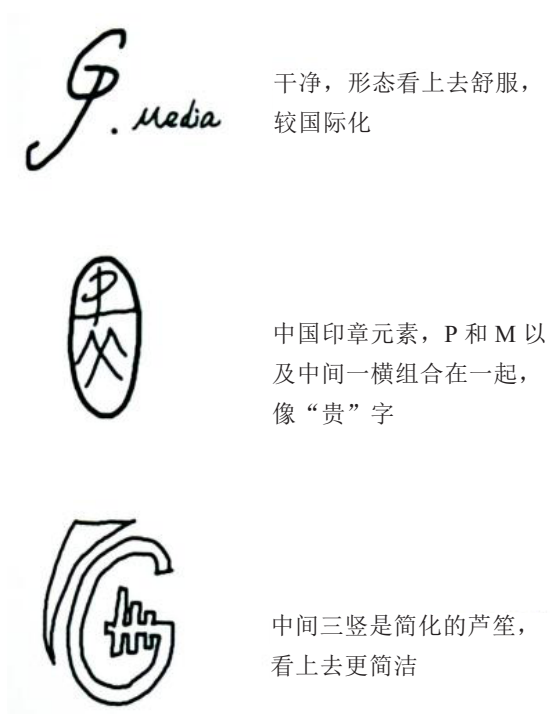 GP. Media
干净，形态看上去舒服，
较国际化
中国印章元素，P 和 M 以
及中间一横组合在一起，
像“贵”字
中间三竖是简化的芦笙，
看上去更简洁